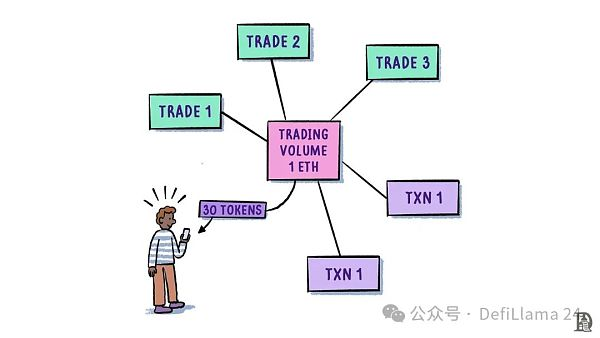 TRADE 2
TRADE 3
TRADE 1
TRADING
VOLUME
1 ETH
TXN 1
30 TOKENS
TXN 1
公众号 · DefiLlama 24